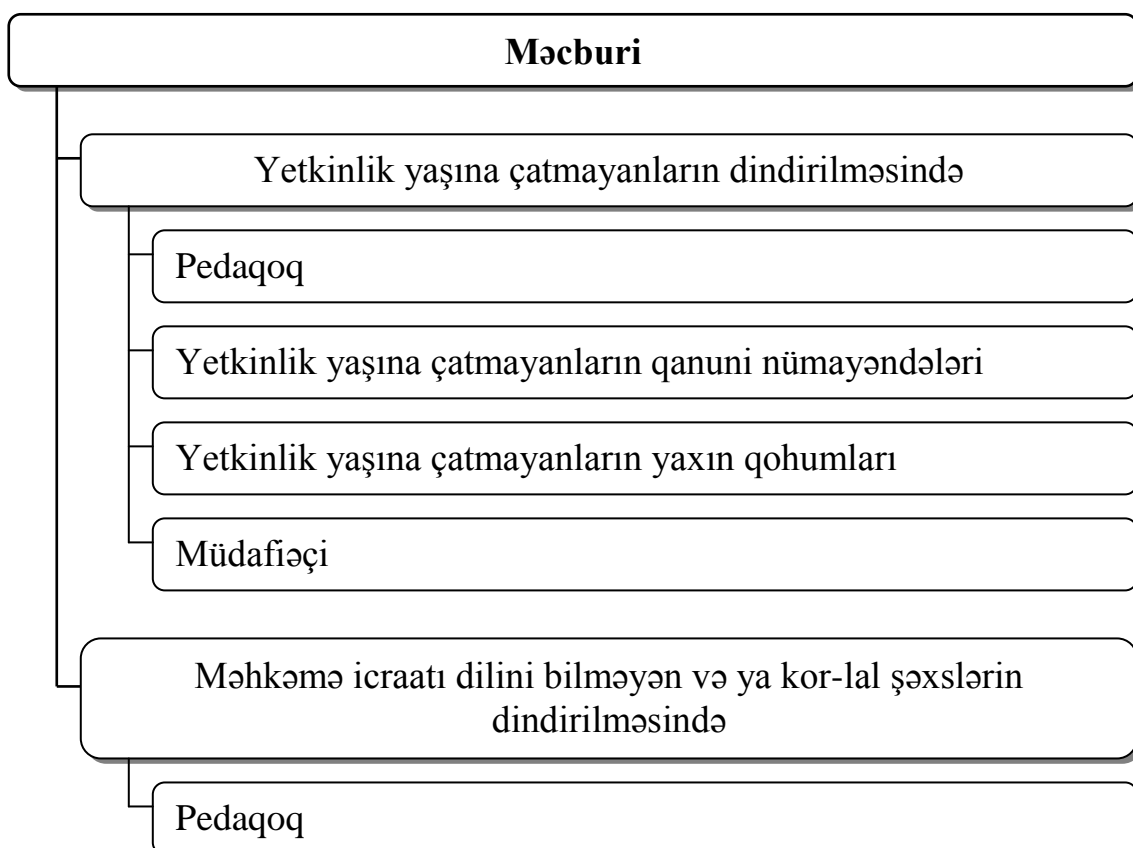 Məcburi
Yetkinlik yaşına çatmayanların dindirilməsində
Pedaqoq
Yetkinlik yaşına çatmayanların qanuni nümayəndələri
Yetkinlik yaşına çatmayanların yaxın qohumları
Müdafiəçi
Məhkəmə icraatı dilini bilməyən və ya kor-lal şəxslərin
dindirilməsində
Pedaqoq